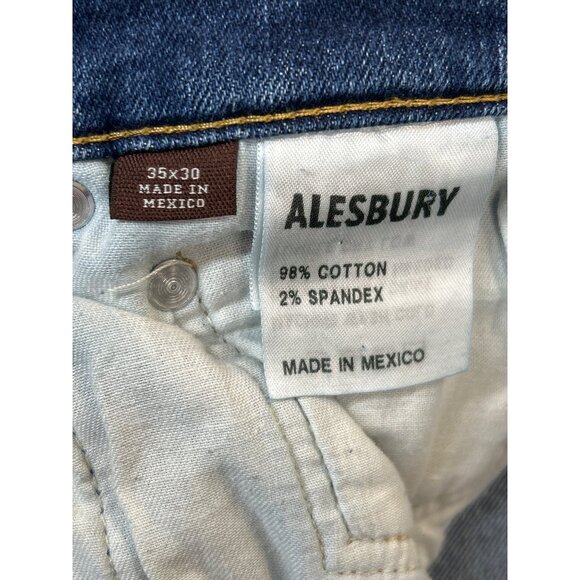 35x30
MADE IN
MEXICO
ALESBURY
98% COTTON
2% SPANDEX
MADE IN MEXICO